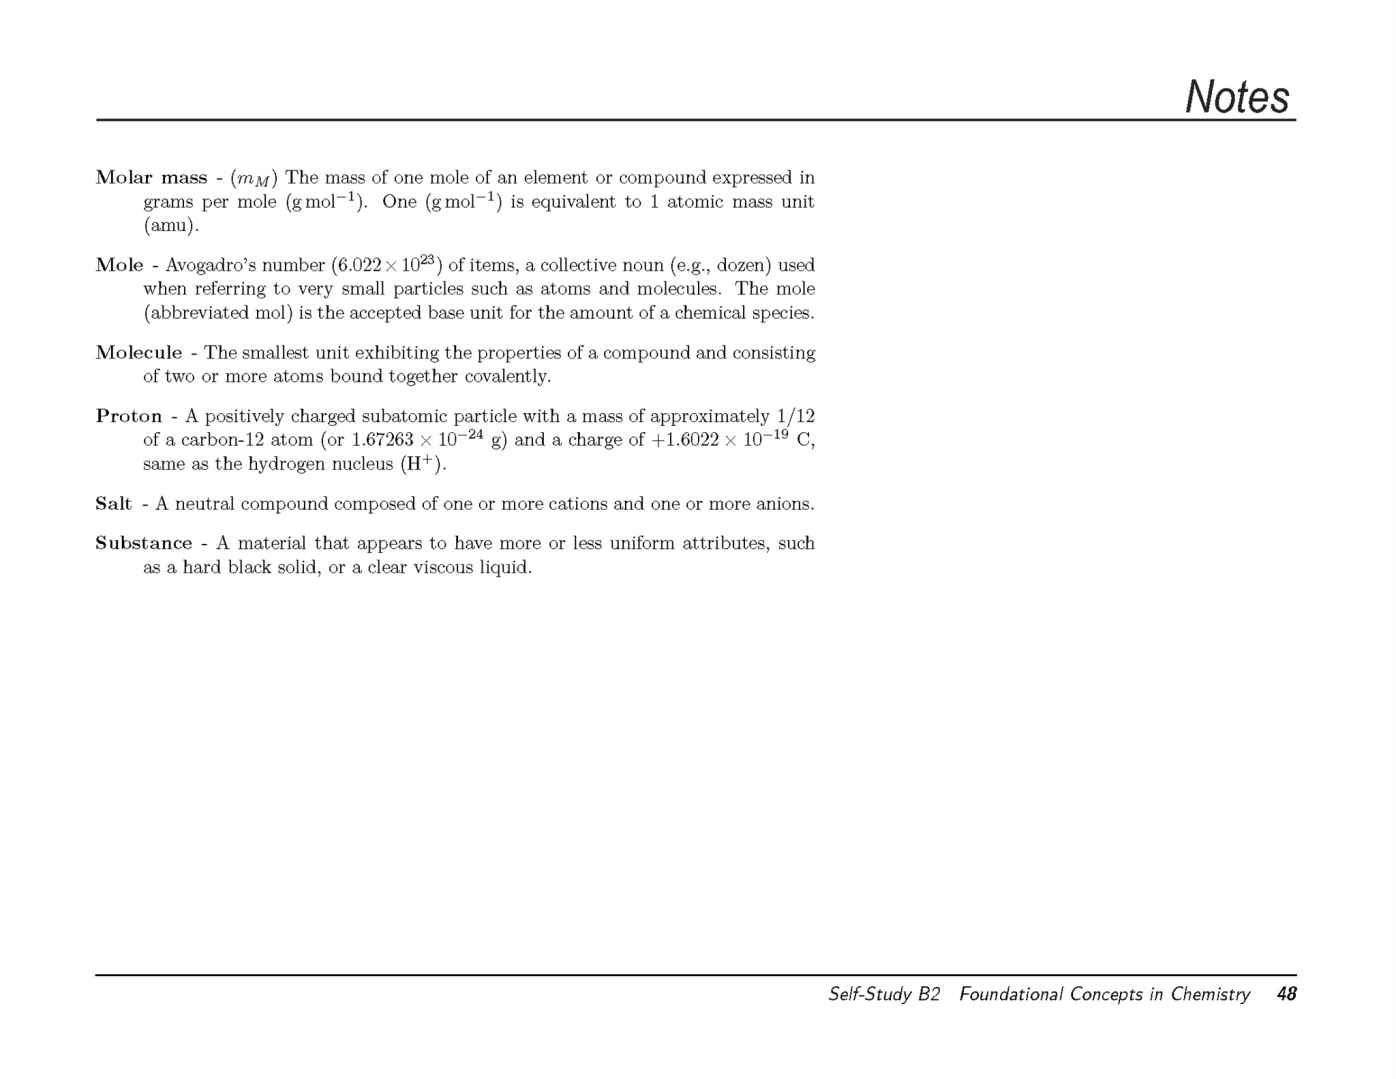 Notes
Molar mass - (mM) The mass of one mole of an element or compound expressed in
grams per mole (g mol⁻¹). One (g mol⁻¹) is equivalent to 1 atomic mass unit
(amu).
Mole - Avogadro's number (6.022 × 10²³) of items, a collective noun (e.g., dozen) used
when referring to very small particles such as atoms and molecules. The mole
(abbreviated mol) is the accepted base unit for the amount of a chemical species.
Molecule - The smallest unit exhibiting the properties of a compound and consisting
of two or more atoms bound together covalently.
Proton - A positively charged subatomic particle with a mass of approximately 1/12
of a carbon-12 atom (or 1.67263 × 10⁻²⁴ g) and a charge of +1.6022 × 10⁻¹⁹ C,
same as the hydrogen nucleus (H⁺).
Salt - A neutral compound composed of one or more cations and one or more anions.
Substance - A material that appears to have more or less uniform attributes, such
as a hard black solid, or a clear viscous liquid.
Self-Study B2 Foundational Concepts in Chemistry 48